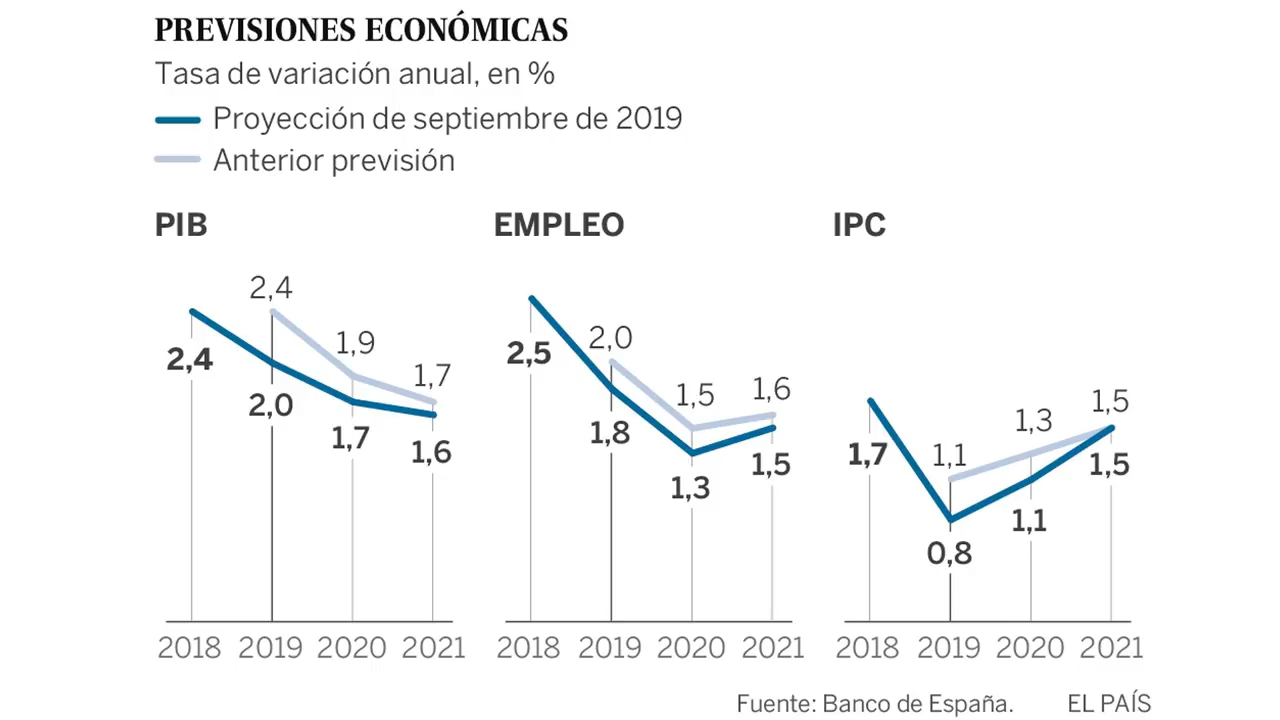 PREVISIONES ECONÓMICAS
Tasa de variación anual, en %
Proyección de septiembre de 2019
Anterior previsión
PIB
2,4
1,9
1,7
2,4
2,0
1,7
1,6
2018 2019 2020 2021
EMPLEO
2,0
1,5
1,6
2,5
1,8
1,3
1,5
2018 2019 2020 2021
IPC
1,1
1,3
1,5
1,7
0,8
1,1
1,5
2018 2019 2020 2021
Fuente: Banco de España. EL PAÍS